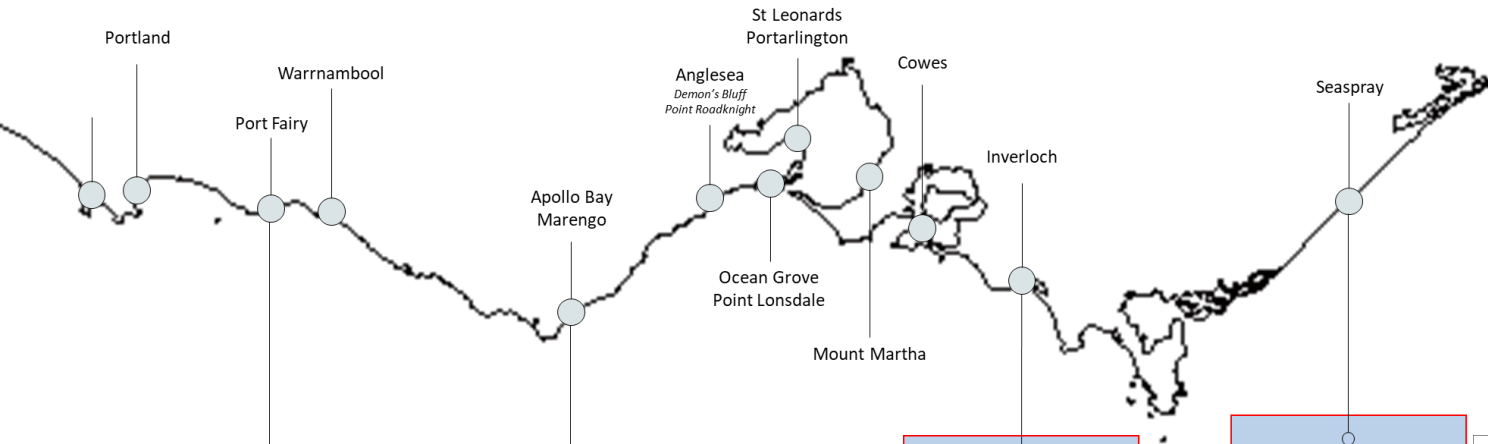 St Leonards
Portarlington
Portland
Cowes
Warrnambool
Anglesea
Demon's Bluff
Point Roadknight
Seaspray
Port Fairy
Inverloch
Apollo Bay
Marengo
Ocean Grove
Point Lonsdale
Mount Martha